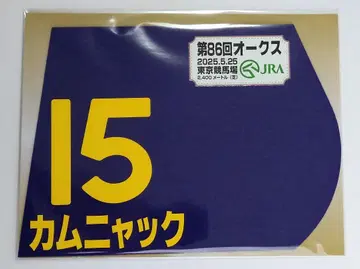 第86回オークス
2025.5.25
東京競馬場
2,400メートル(芝)
JRA
15
カムニャック